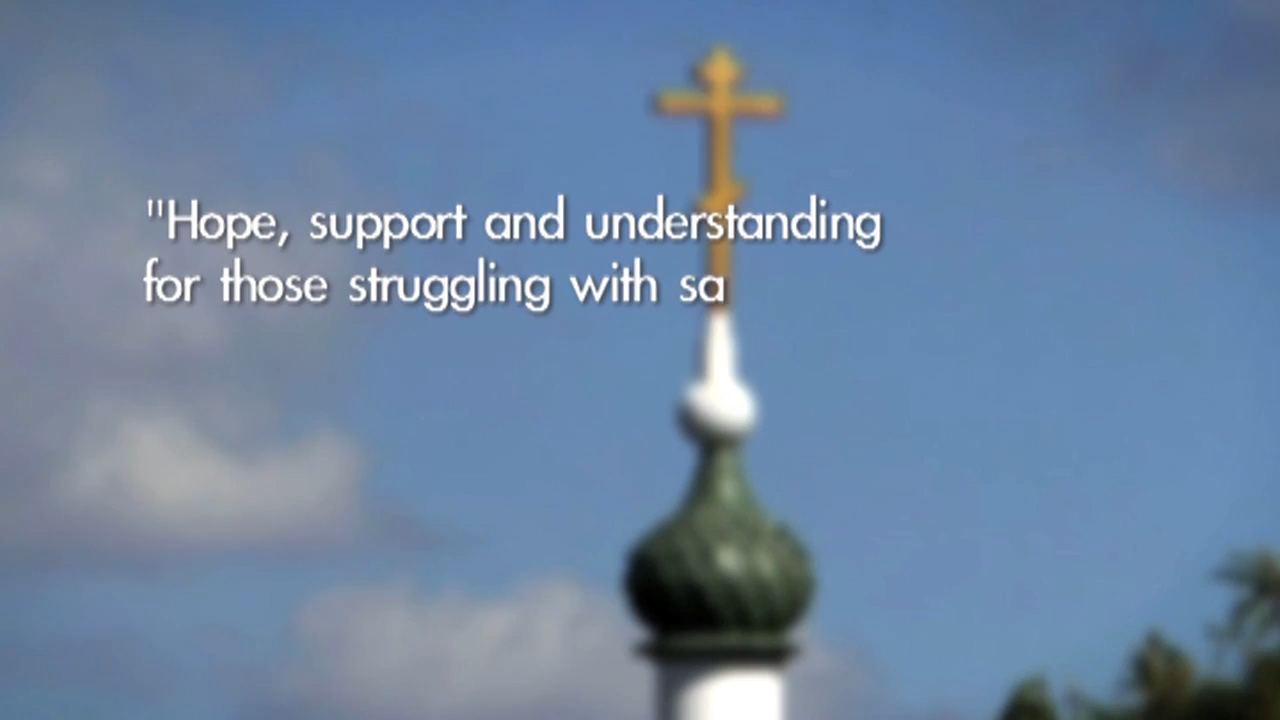 "Hope, support and understanding
for those struggling with sa